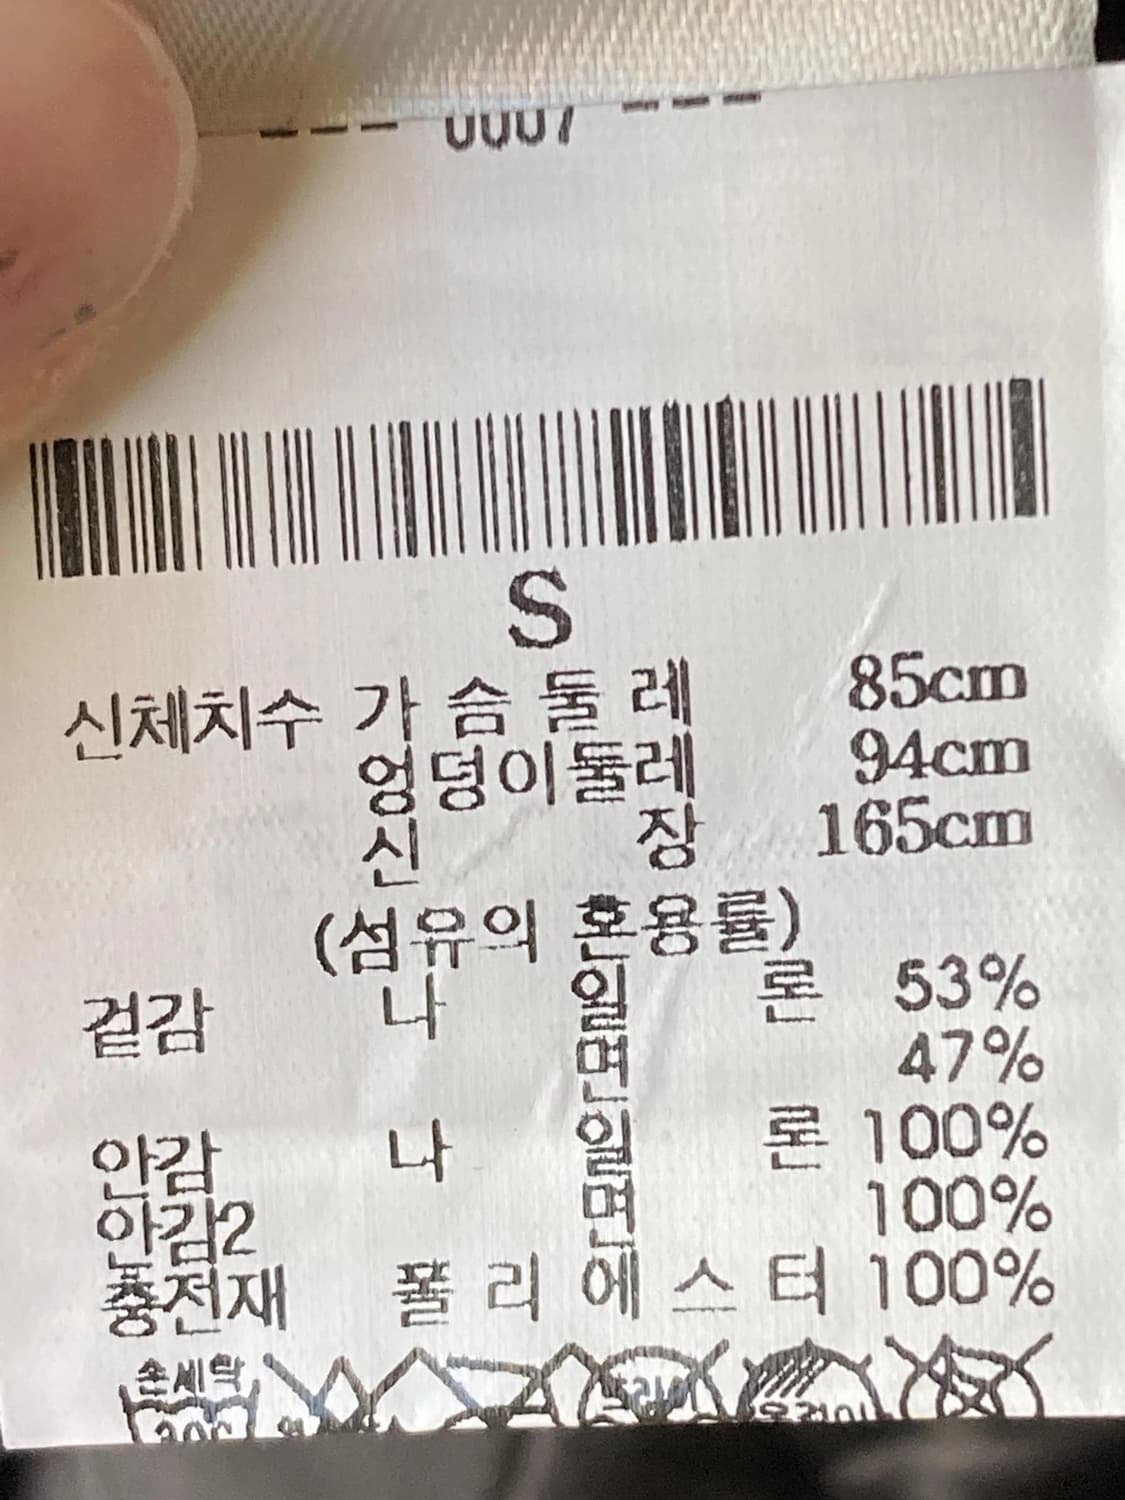 --- 0007 ---
S
신체치수 가슴둘레 85cm
엉덩이둘레 94cm
신장 165cm
(섬유의 혼용률)
겉감 나일론 53%
면 47%
안감 나일론 100%
안감2 면 100%
충전재 폴리에스터 100%
손세탁
30℃